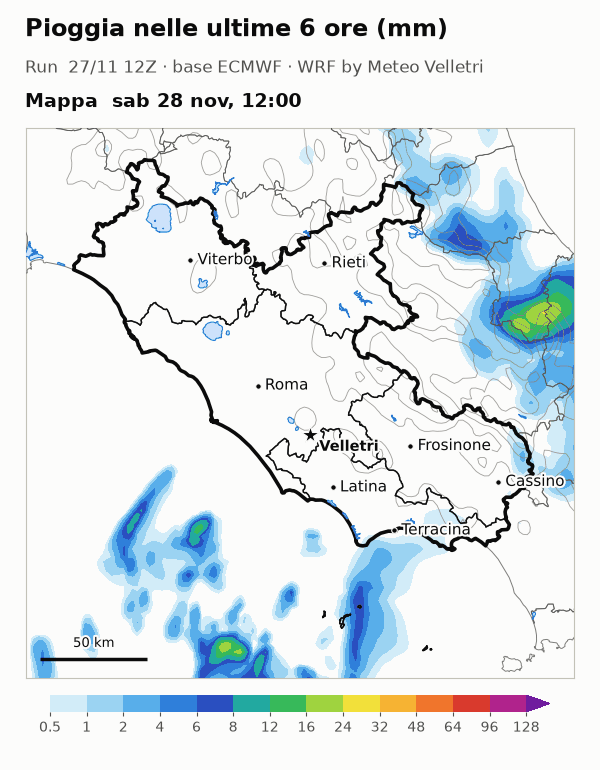 Pioggia nelle ultime 6 ore (mm)
Run 27/11 12Z · base ECMWF · WRF by Meteo Velletri
Mappa sab 28 nov, 12:00
Viterbo
Rieti
Roma
Velletri
Frosinone
Cassino
Latina
Terracina
50 km
0.5 1 2 4 6 8 12 16 24 32 48 64 96 128